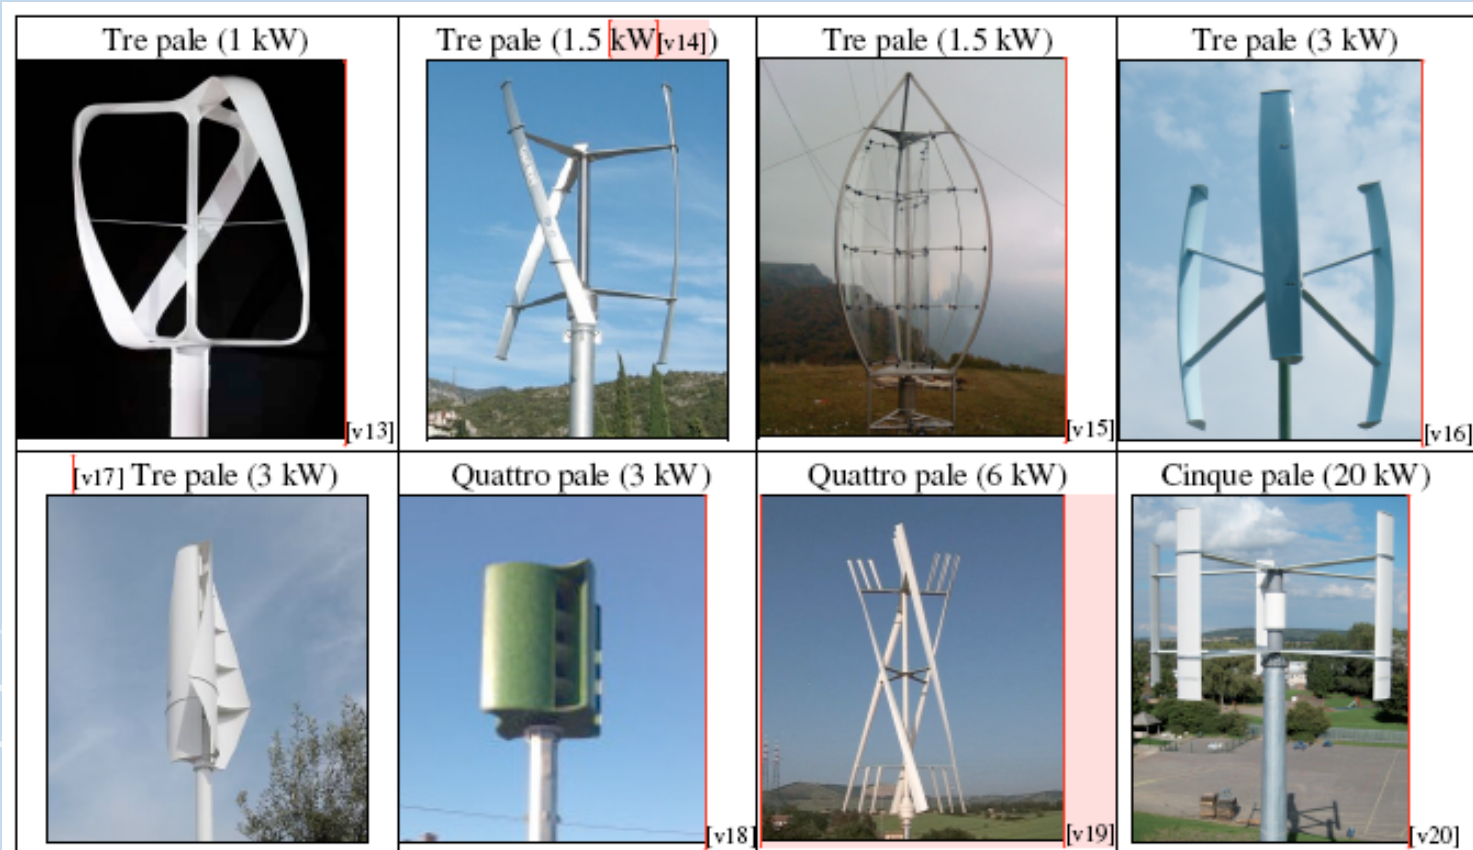 Tre pale (1 kW)
Tre pale (1.5 kW[v14])
Tre pale (1.5 kW)
Tre pale (3 kW)
[v13]
[v15]
[v16]
[v17] Tre pale (3 kW)
Quattro pale (3 kW)
Quattro pale (6 kW)
Cinque pale (20 kW)
[v18]
[v19]
[v20]